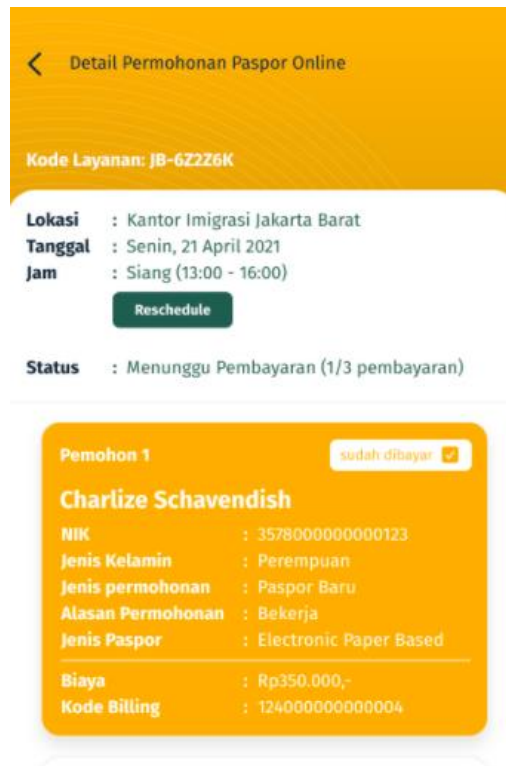 Detail Permohonan Paspor Online
Kode Layanan: JB-6Z2Z6K
Lokasi : Kantor Imigrasi Jakarta Barat
Tanggal : Senin, 21 April 2021
Jam : Siang (13:00 - 16:00)
Reschedule
Status : Menunggu Pembayaran (1/3 pembayaran)
Pemohon 1 sudah dibayar
Charlize Schavendish
NIK : 3578000000000123
Jenis Kelamin : Perempuan
Jenis permohonan : Paspor Baru
Alasan Permohonan : Bekerja
Jenis Paspor : Electronic Paper Based
Biaya : Rp350.000,-
Kode Billing : 124000000000004